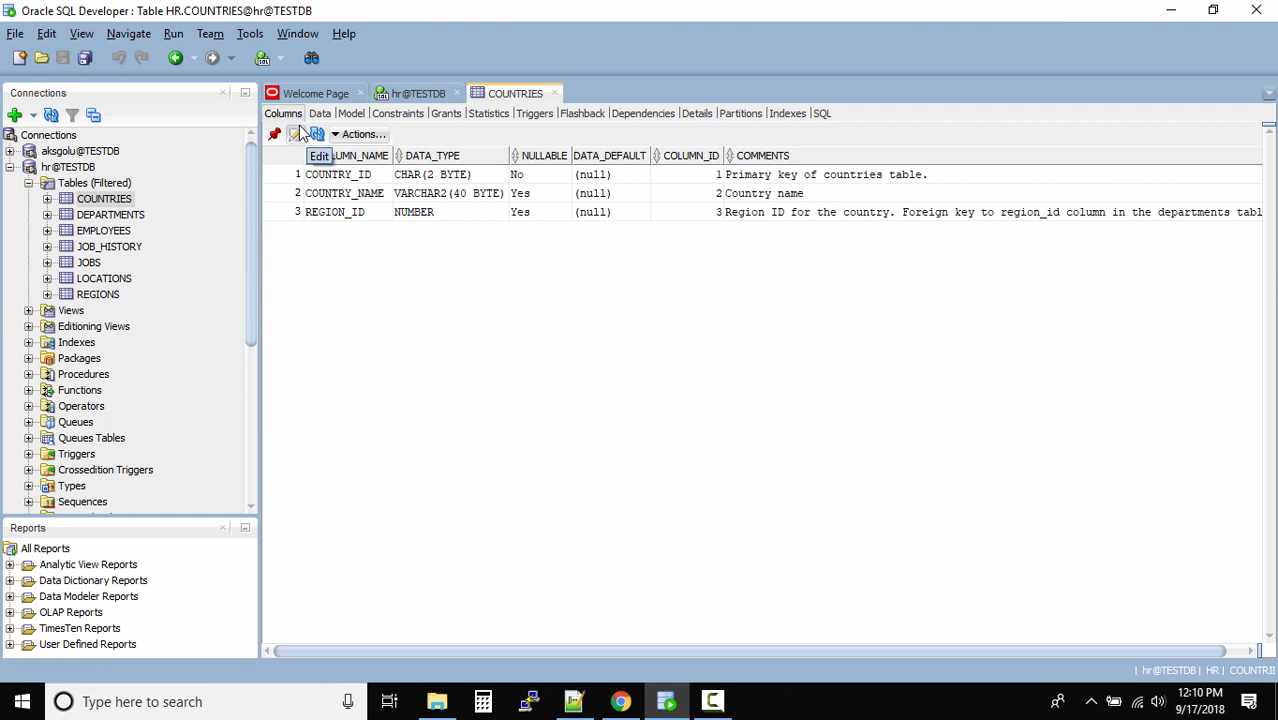 Oracle SQL Developer : Table HR.COUNTRIES@hr@TESTDB
File Edit View Navigate Run Team Tools Window Help
Connections
Connections
aksgolu@TESTDB
hr@TESTDB
Tables (Filtered)
COUNTRIES
DEPARTMENTS
EMPLOYEES
JOB_HISTORY
JOBS
LOCATIONS
REGIONS
Views
Editioning Views
Indexes
Packages
Procedures
Functions
Operators
Queues
Queues Tables
Triggers
Crossedition Triggers
Types
Sequences
Reports
All Reports
Analytic View Reports
Data Dictionary Reports
Data Modeler Reports
OLAP Reports
TimesTen Reports
User Defined Reports
Welcome Page hr@TESTDB COUNTRIES
Columns Data Model Constraints Grants Statistics Triggers Flashback Dependencies Details Partitions Indexes SQL
Actions...
Edit
LUMN_NAME DATA_TYPE NULLABLE DATA_DEFAULT COLUMN_ID COMMENTS
1 COUNTRY_ID CHAR(2 BYTE) No (null) 1 Primary key of countries table.
2 COUNTRY_NAME VARCHAR2(40 BYTE) Yes (null) 2 Country name
3 REGION_ID NUMBER Yes (null) 3 Region ID for the country. Foreign key to region_id column in the departments tabl
hr@TESTDB HR COUNTRI
Type here to search
12:10 PM
9/17/2018